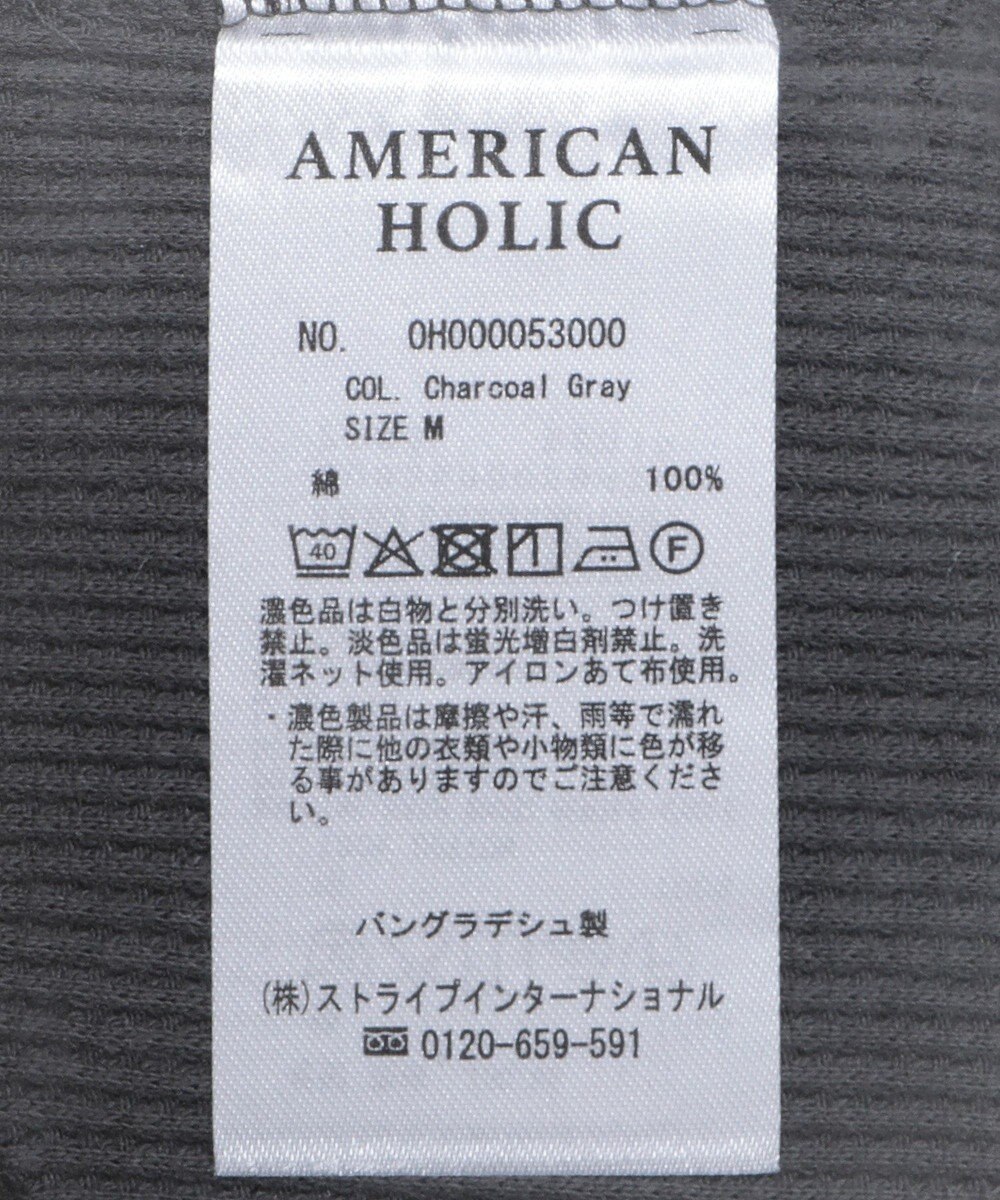 AMERICAN
HOLIC
NO. 0H000053000
COL. Charcoal Gray
SIZE M
綿 100%
40 F
濃色品は白物と分別洗い。つけ置き
禁止。淡色品は蛍光増白剤禁止。洗
濯ネット使用。アイロンあて布使用。
・濃色製品は摩擦や汗、雨等で濡れ
た際に他の衣類や小物類に色が移
る事がありますのでご注意くださ
い。
バングラデシュ製
(株)ストライプインターナショナル
0120-659-591